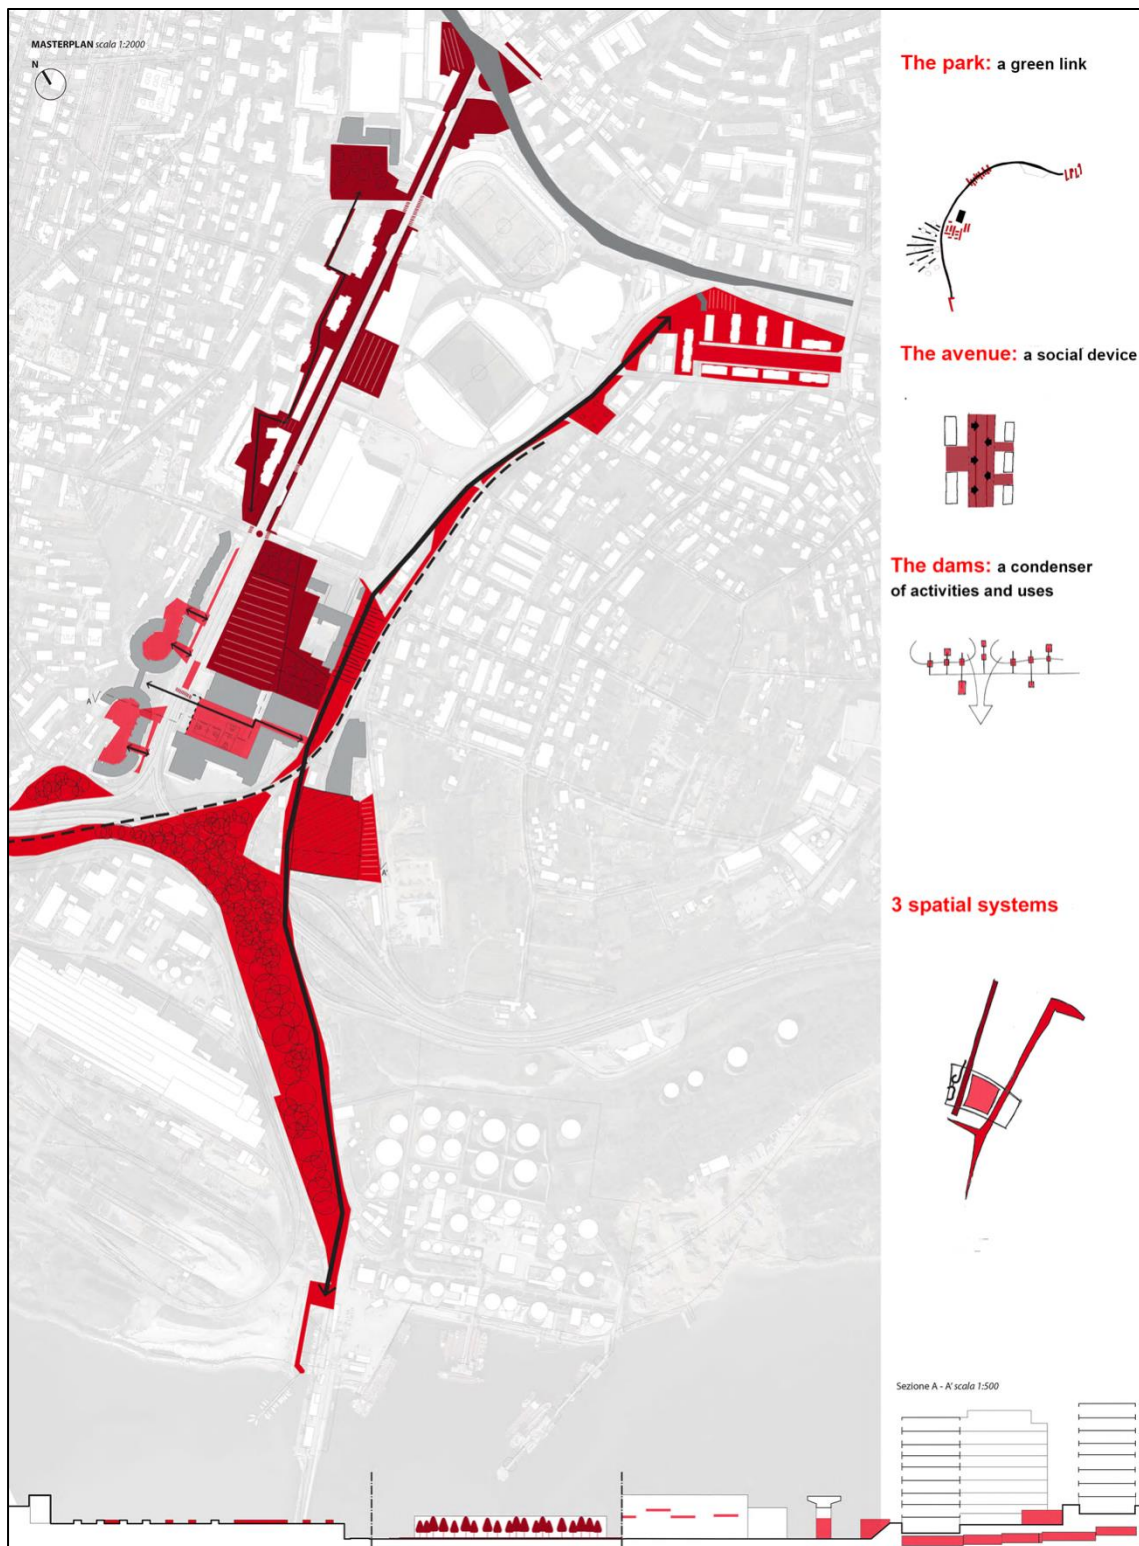 MASTERPLAN scala 1:2000
N
The park: a green link
The avenue: a social device
The dams: a condenser
of activities and uses
A
A'
3 spatial systems
Sezione A - A' scala 1:500